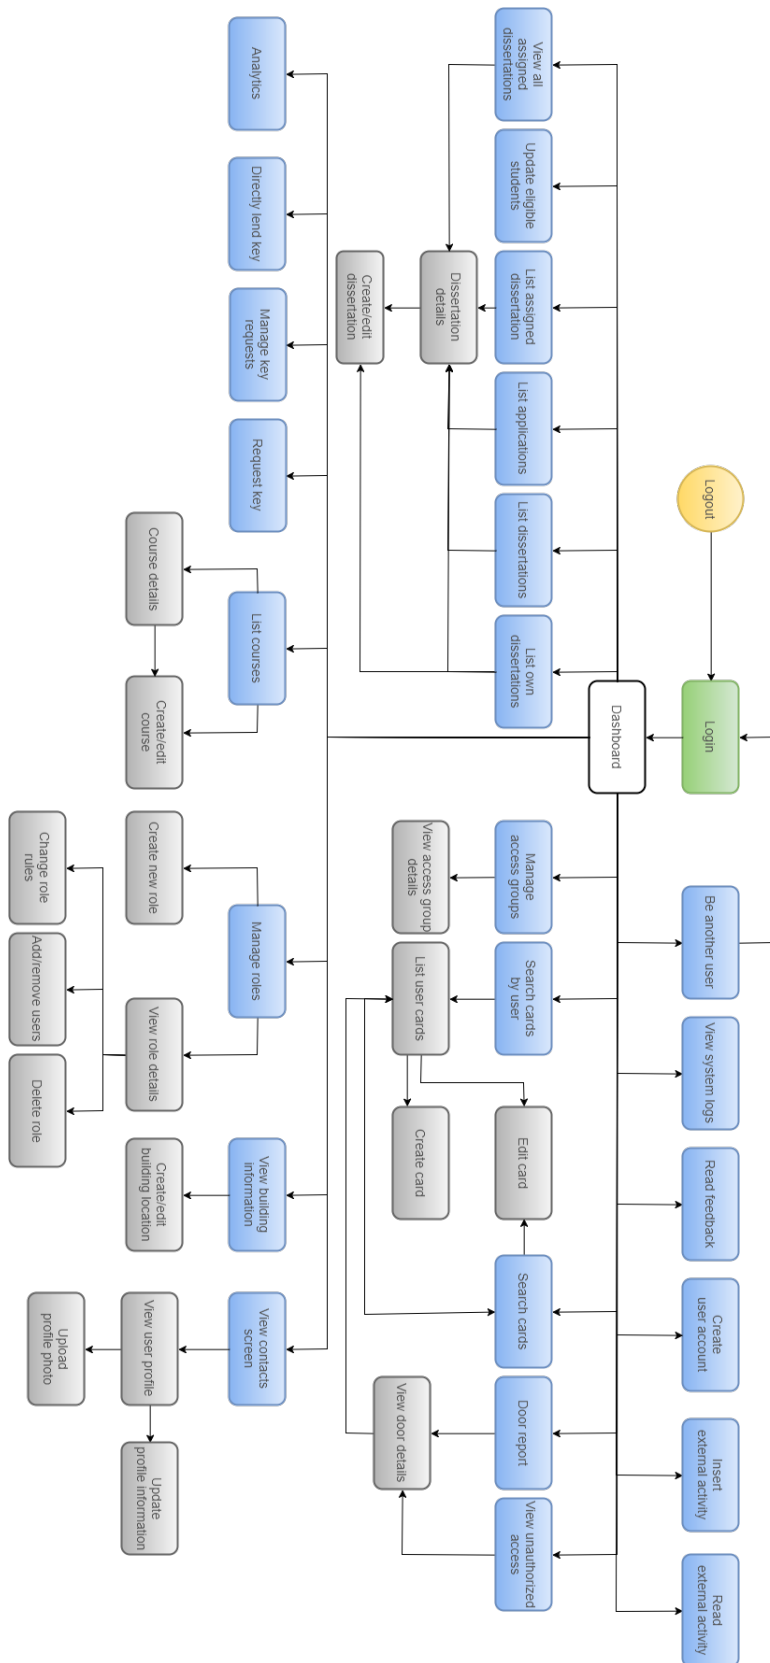 Be another user
View system logs
Read feedback
Create
user account
Insert
external activity
Read
external activity
Logout
Login
Dashboard
View all
assigned
dissertations
Update eligible
students
List assigned
dissertation
List applications
List dissertations
List own
dissertations
Manage
access groups
Search cards
by user
Edit card
Search cards
Door report
View unauthorized
access
Dissertation
details
View access group
details
List user cards
Create card
View door details
Create/edit
dissertation
Analytics
Directly lend key
Manage key
requests
Request key
List courses
Manage roles
View building
information
View contacts
screen
Course details
Create/edit
course
Create new role
View role details
Create/edit
building location
View user profile
Update
profile information
Change role
rules
Add/remove users
Delete role
Upload
profile photo